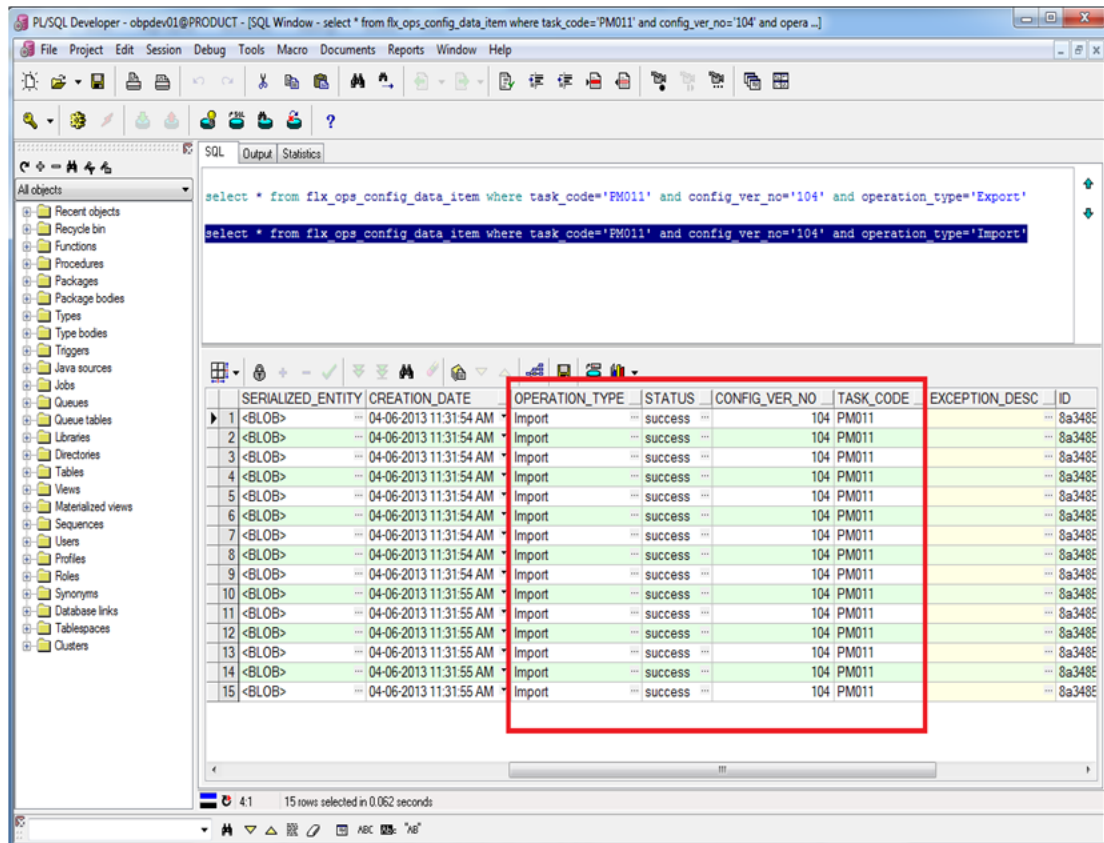 PL/SQL Developer - obpdev01@PRODUCT - [SQL Window - select * from flx_ops_config_data_item where task_code='PM011' and config_ver_no='104' and opera ...]
File Project Edit Session Debug Tools Macro Documents Reports Window Help
SQL Output Statistics
All objects
Recent objects
Recycle bin
Functions
Procedures
Packages
Package bodies
Types
Type bodies
Triggers
Java sources
Jobs
Queues
Queue tables
Libraries
Directories
Tables
Views
Materialized views
Sequences
Users
Profiles
Roles
Synonyms
Database links
Tablespaces
Clusters
select * from flx_ops_config_data_item where task_code='PM011' and config_ver_no='104' and operation_type='Export'
select * from flx_ops_config_data_item where task_code='PM011' and config_ver_no='104' and operation_type='Import'
SERIALIZED_ENTITY CREATION_DATE OPERATION_TYPE STATUS CONFIG_VER_NO TASK_CODE EXCEPTION_DESC ID
1 <BLOB> ... 04-06-2013 11:31:54 AM Import ... success ... 104 PM011 ... 8a3485
2 <BLOB> ... 04-06-2013 11:31:54 AM Import ... success ... 104 PM011 ... 8a3485
3 <BLOB> ... 04-06-2013 11:31:54 AM Import ... success ... 104 PM011 ... 8a3485
4 <BLOB> ... 04-06-2013 11:31:54 AM Import ... success ... 104 PM011 ... 8a3485
5 <BLOB> ... 04-06-2013 11:31:54 AM Import ... success ... 104 PM011 ... 8a3485
6 <BLOB> ... 04-06-2013 11:31:54 AM Import ... success ... 104 PM011 ... 8a3485
7 <BLOB> ... 04-06-2013 11:31:54 AM Import ... success ... 104 PM011 ... 8a3485
8 <BLOB> ... 04-06-2013 11:31:54 AM Import ... success ... 104 PM011 ... 8a3485
9 <BLOB> ... 04-06-2013 11:31:54 AM Import ... success ... 104 PM011 ... 8a3485
10 <BLOB> ... 04-06-2013 11:31:55 AM Import ... success ... 104 PM011 ... 8a3485
11 <BLOB> ... 04-06-2013 11:31:55 AM Import ... success ... 104 PM011 ... 8a3485
12 <BLOB> ... 04-06-2013 11:31:55 AM Import ... success ... 104 PM011 ... 8a3485
13 <BLOB> ... 04-06-2013 11:31:55 AM Import ... success ... 104 PM011 ... 8a3485
14 <BLOB> ... 04-06-2013 11:31:55 AM Import ... success ... 104 PM011 ... 8a3485
15 <BLOB> ... 04-06-2013 11:31:55 AM Import ... success ... 104 PM011 ... 8a3485
4:1 15 rows selected in 0.062 seconds
ABC "AB"